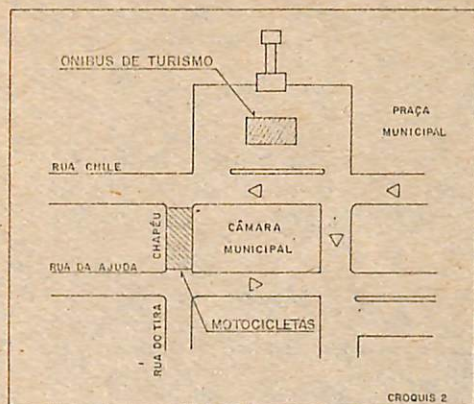 ONIBUS DE TURISMO
PRAÇA
MUNICIPAL
RUA CHILE
CHAPÉU
CÂMARA
MUNICIPAL
RUA DA AJUDA
MOTOCICLETAS
RUA DO TIRA
CROQUIS 2